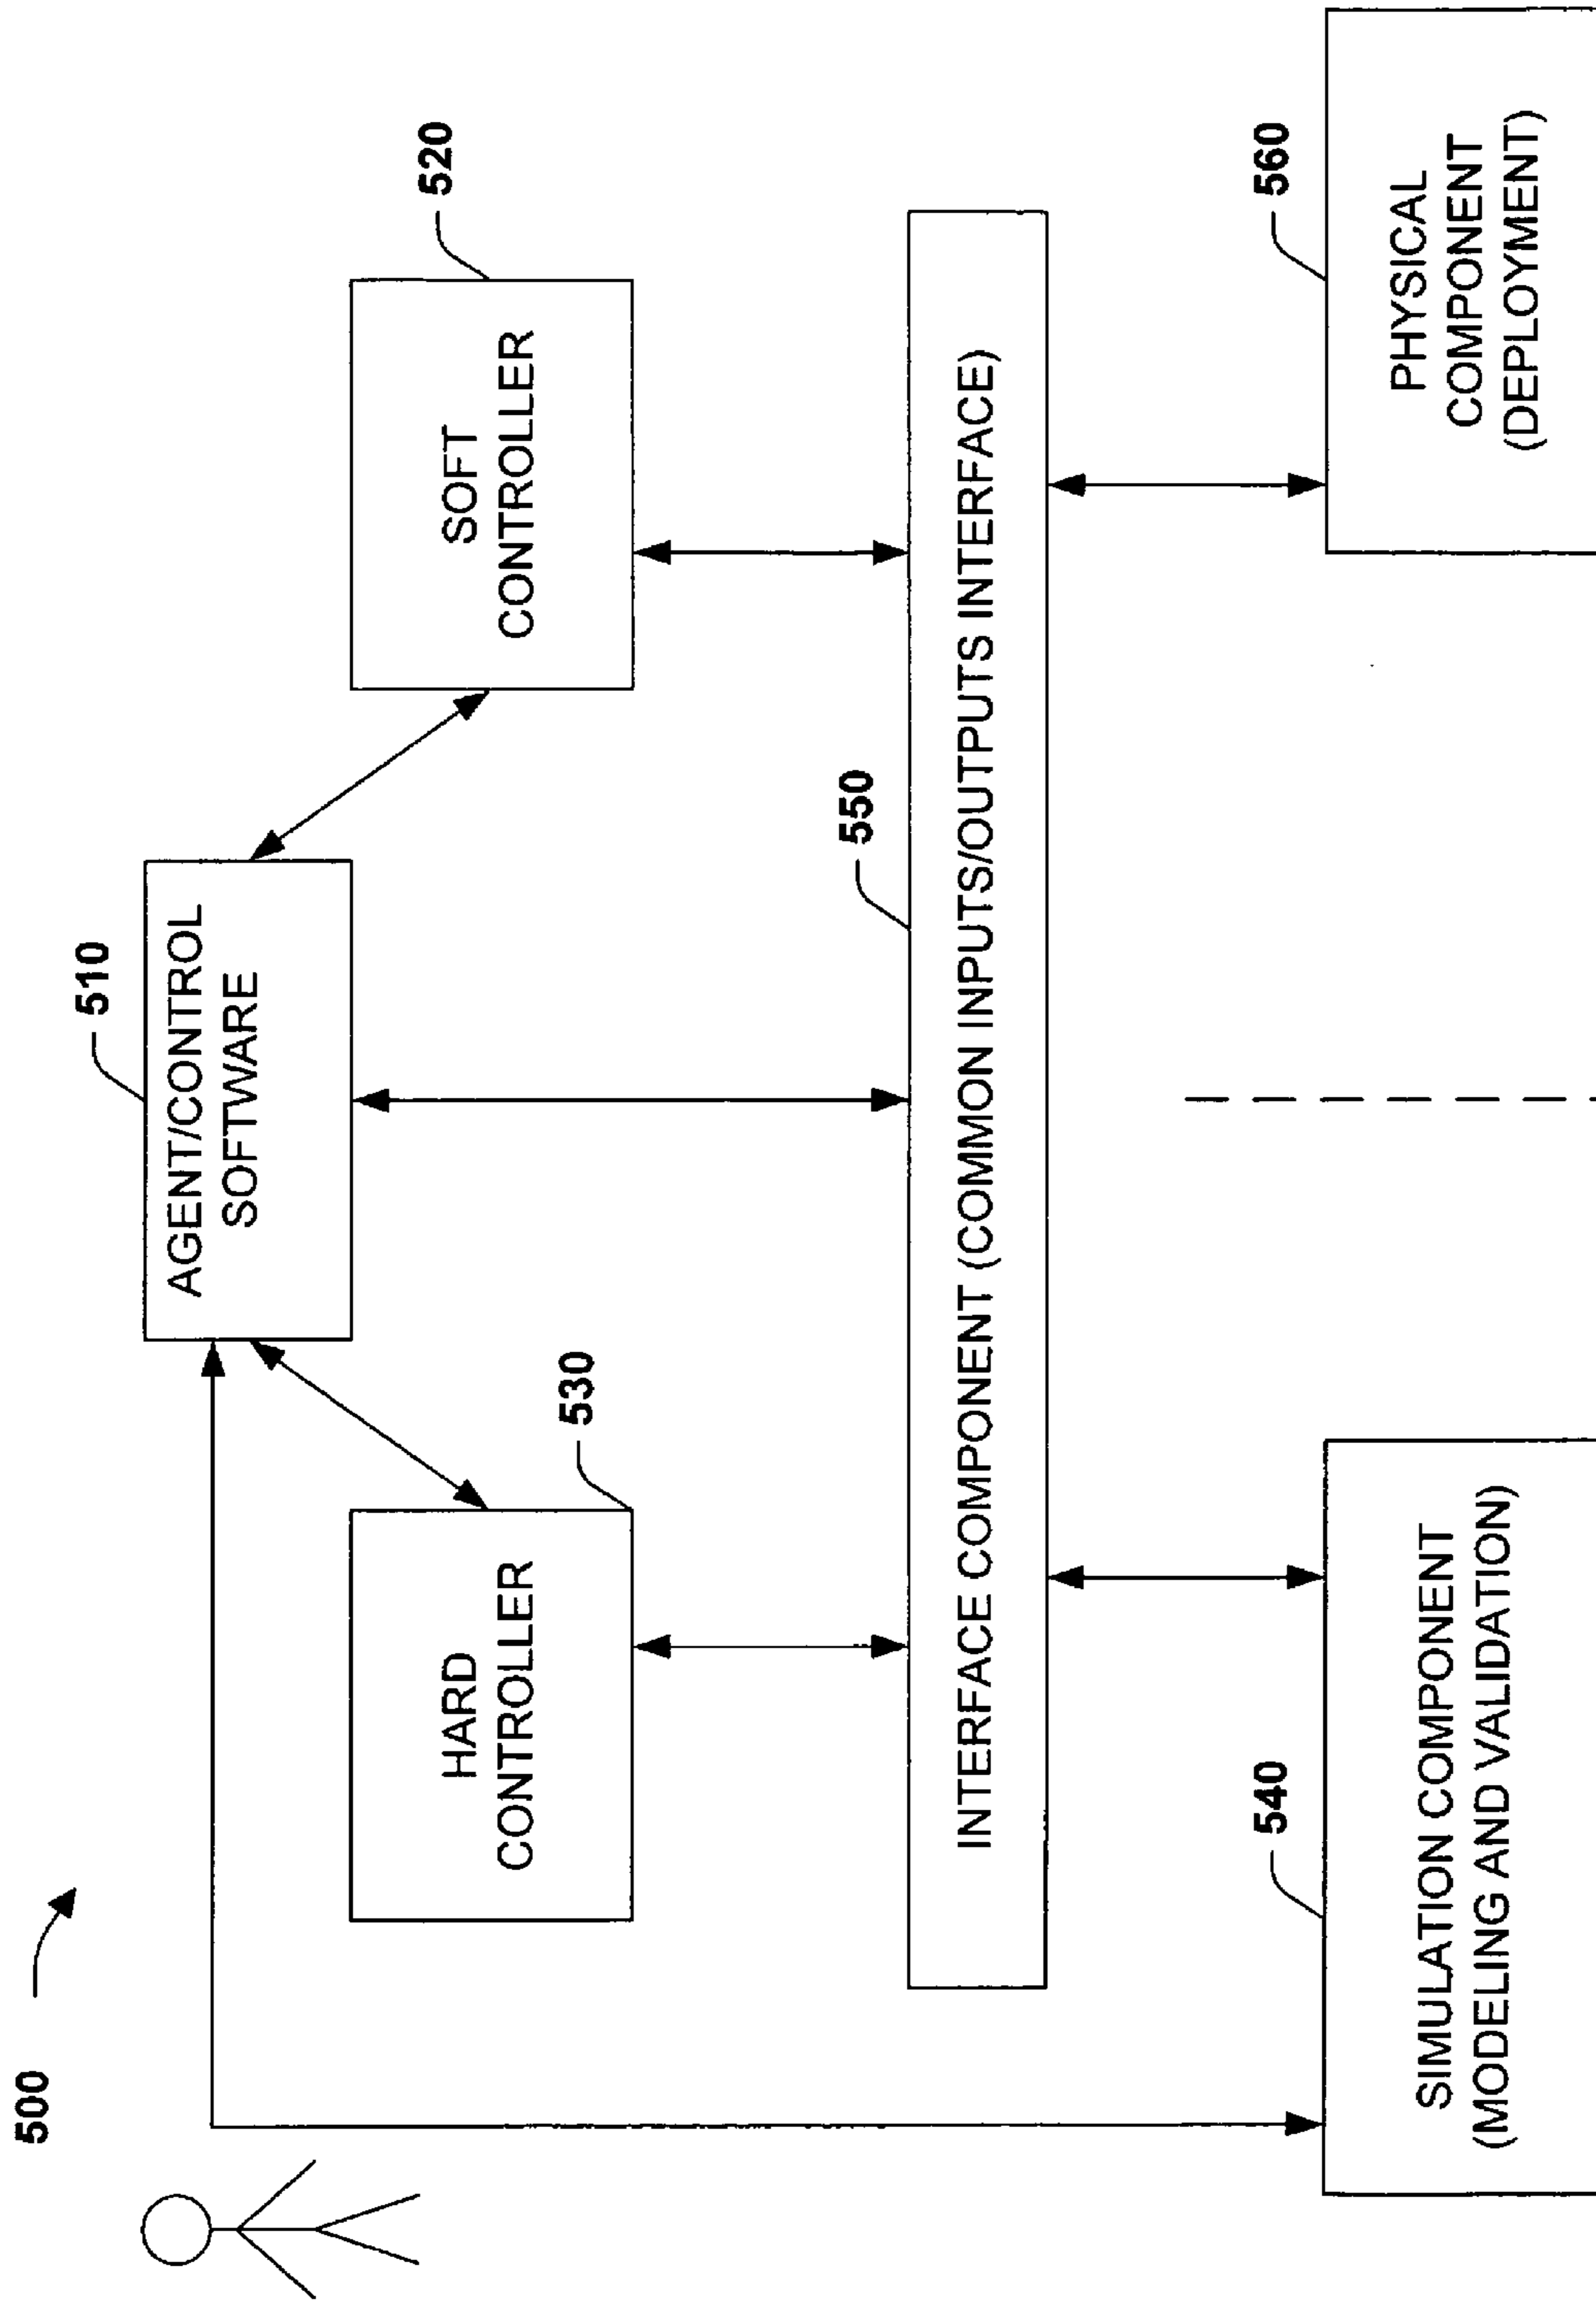 500
510
AGENT/CONTROL
SOFTWARE
520
SOFT
CONTROLLER
530
HARD
CONTROLLER
550
INTERFACE COMPONENT (COMMON INPUTS/OUTPUTS INTERFACE)
540
SIMULATION COMPONENT
(MODELING AND VALIDATION)
560
PHYSICAL
COMPONENT
(DEPLOYMENT)